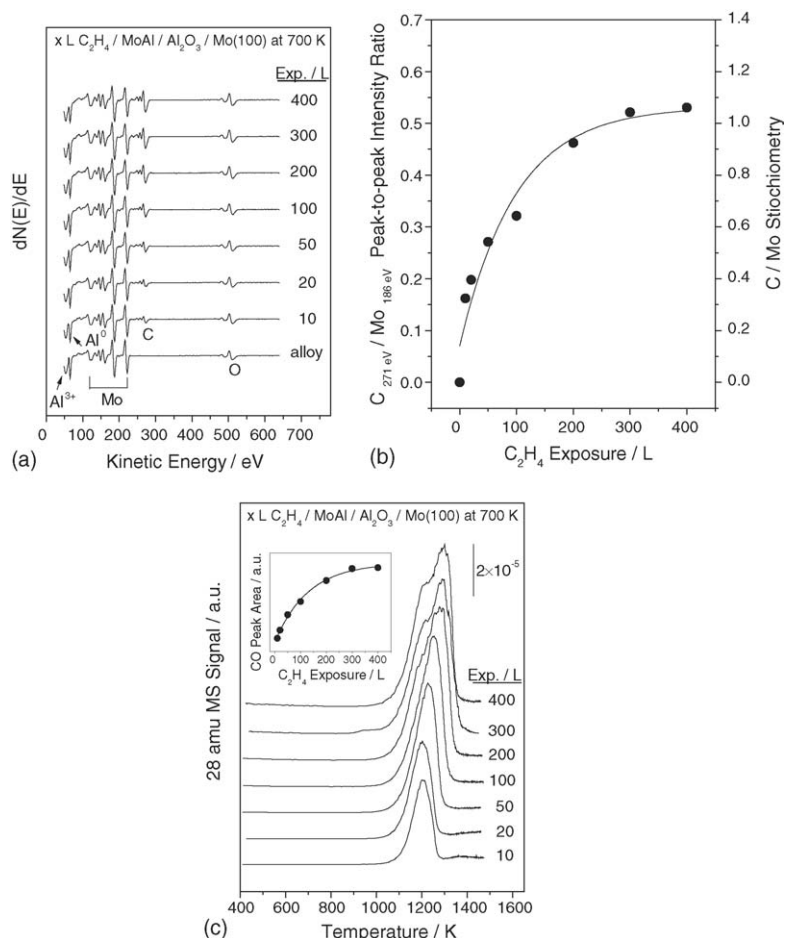 x L C₂H₄ / MoAl / Al₂O₃ / Mo(100) at 700 K
Exp. / L
400
300
200
100
50
20
10
alloy
Al⁰
C
O
Al³⁺
Mo
dN(E)/dE
0 100 200 300 400 500 600 700
Kinetic Energy / eV
(a)
C 271 eV / Mo 186 eV Peak-to-peak Intensity Ratio
0.7
0.6
0.5
0.4
0.3
0.2
0.1
0.0
C / Mo Stiochiometry
1.4
1.2
1.0
0.8
0.6
0.4
0.2
0.0
0 100 200 300 400
C₂H₄ Exposure / L
(b)
x L C₂H₄ / MoAl / Al₂O₃ / Mo(100) at 700 K
2×10⁻⁵
CO Peak Area / a.u.
0 100 200 300 400
C₂H₄ Exposure / L
Exp. / L
400
300
200
100
50
20
10
28 amu MS Signal / a.u.
400 600 800 1000 1200 1400 1600
Temperature / K
(c)